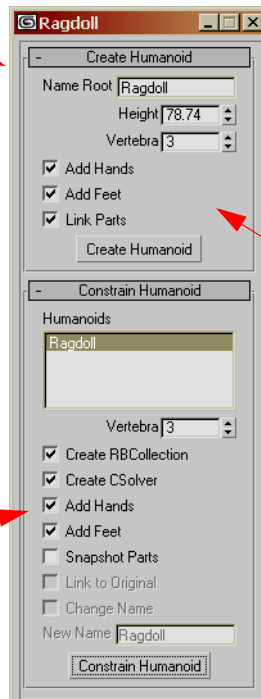 Ragdoll
- Create Humanoid
Name Root Ragdoll
Height 78.74
Vertebra 3
Add Hands
Add Feet
Link Parts
Create Humanoid
- Constrain Humanoid
Humanoids
Ragdoll
Vertebra 3
Create RBCollection
Create CSolver
Add Hands
Add Feet
Snapshot Parts
Link to Original
Change Name
New Name Ragdoll
Constrain Humanoid